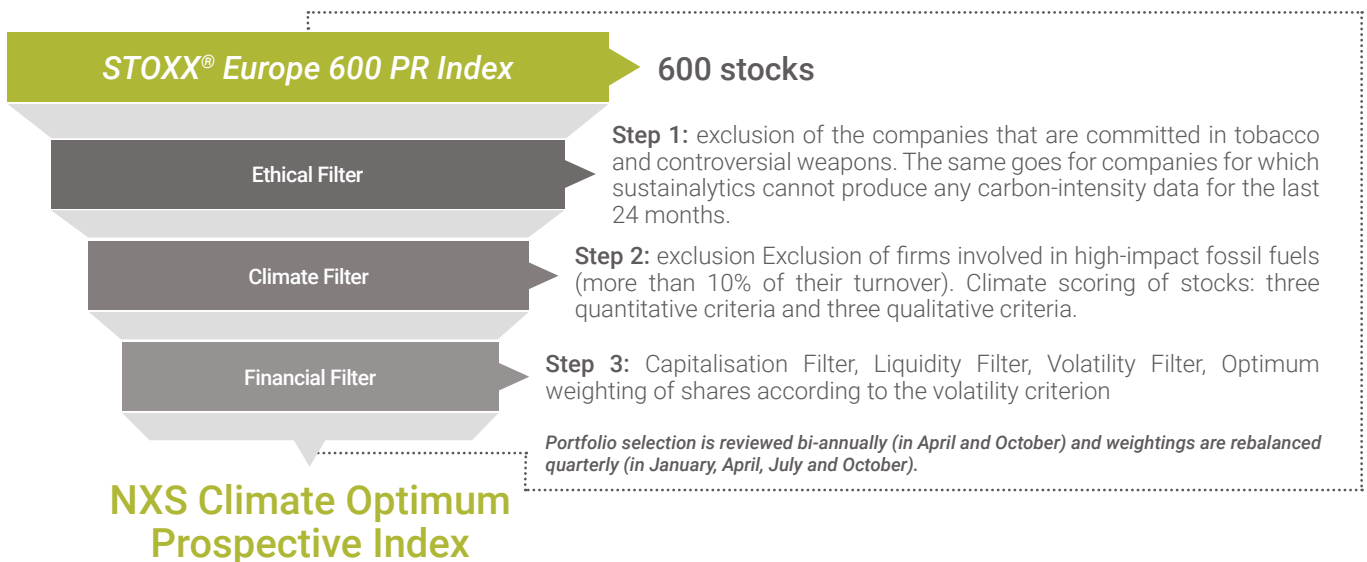 STOXX® Europe 600 PR Index
600 stocks
Ethical Filter
Step 1: exclusion of the companies that are committed in tobacco
and controversial weapons. The same goes for companies for which
sustainalytics cannot produce any carbon-intensity data for the last
24 months.
Climate Filter
Step 2: exclusion Exclusion of firms involved in high-impact fossil fuels
(more than 10% of their turnover). Climate scoring of stocks: three
quantitative criteria and three qualitative criteria.
Financial Filter
Step 3: Capitalisation Filter, Liquidity Filter, Volatility Filter, Optimum
weighting of shares according to the volatility criterion
Portfolio selection is reviewed bi-annually (in April and October) and weightings are rebalanced
quarterly (in January, April, July and October).
NXS Climate Optimum
Prospective Index